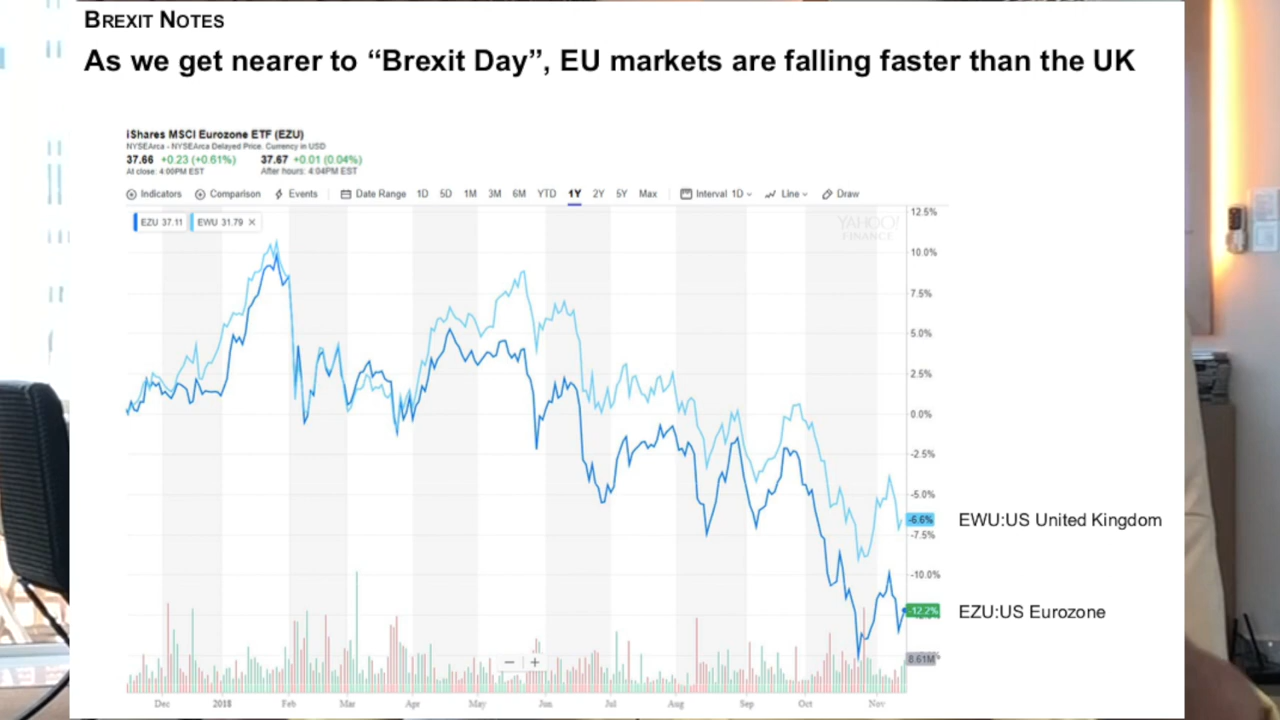 BREXIT NOTES
As we get nearer to “Brexit Day”, EU markets are falling faster than the UK
iShares MSCI Eurozone ETF (EZU)
NYSEArca - NYSEArca Delayed Price. Currency in USD
37.66 +0.23 (+0.61%) 37.67 +0.01 (0.04%)
At close: 4:00PM EST After hours: 4:04PM EST
Indicators Comparison Events Date Range 1D 5D 1M 3M 6M YTD 1Y 2Y 5Y Max Interval 1D Line Draw
EZU 37.11 EWU 31.79 ×
YAHOO!
FINANCE
12.5%
10.0%
7.5%
5.0%
2.5%
0.0%
-2.5%
-5.0%
-6.6% EWU:US United Kingdom
-7.5%
-10.0%
-12.2% EZU:US Eurozone
8.61M
Dec 2018 Feb Mar Apr May Jun Jul Aug Sep Oct Nov